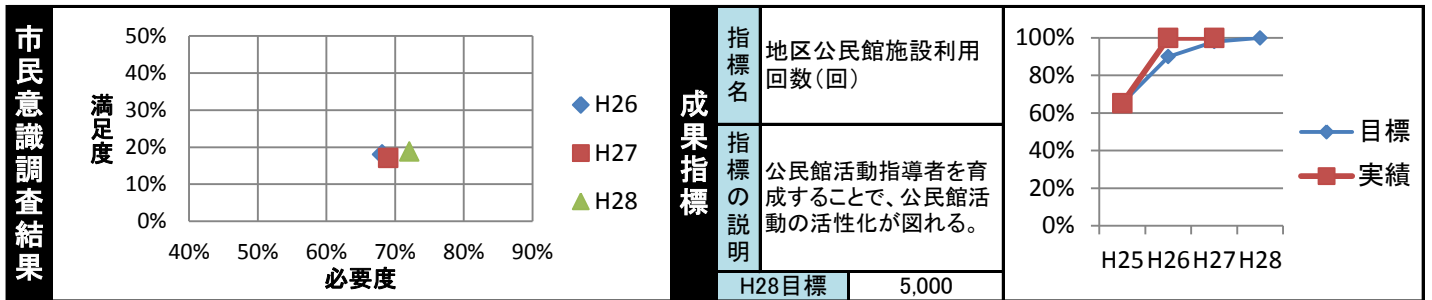 市民意識調査結果
50%
40%
30%
20%
10%
0%
満足度
40% 50% 60% 70% 80% 90%
必要度
H26
H27
H28
成果指標
指標名
地区公民館施設利用
回数(回)
指標の説明
公民館活動指導者を育
成することで、公民館活
動の活性化が図れる。
H28目標 5,000
100%
80%
60%
40%
20%
0%
H25 H26 H27 H28
目標
実績